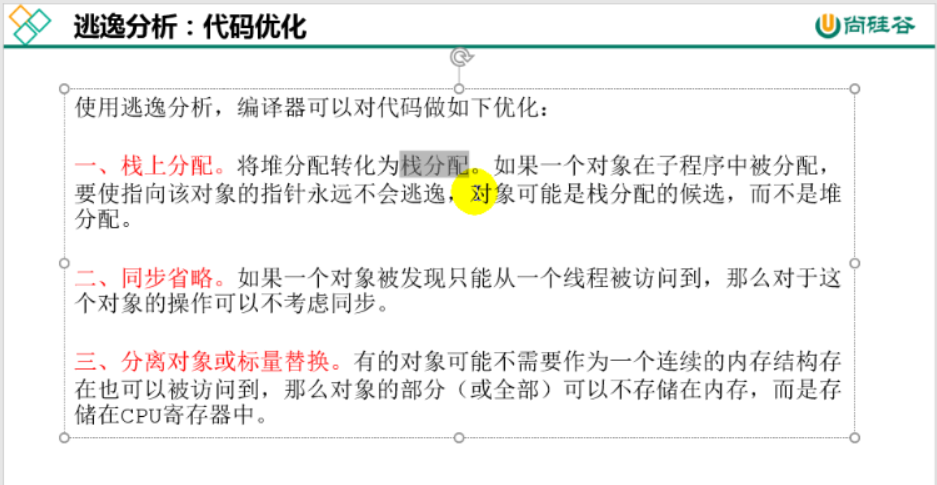 逃逸分析：代码优化
尚硅谷
使用逃逸分析，编译器可以对代码做如下优化：
一、栈上分配。将堆分配转化为栈分配。如果一个对象在子程序中被分配，
要使指向该对象的指针永远不会逃逸，对象可能是栈分配的候选，而不是堆
分配。
二、同步省略。如果一个对象被发现只能从一个线程被访问到，那么对于这
个对象的操作可以不考虑同步。
三、分离对象或标量替换。有的对象可能不需要作为一个连续的内存结构存
在也可以被访问到，那么对象的部分（或全部）可以不存储在内存，而是存
储在CPU寄存器中。